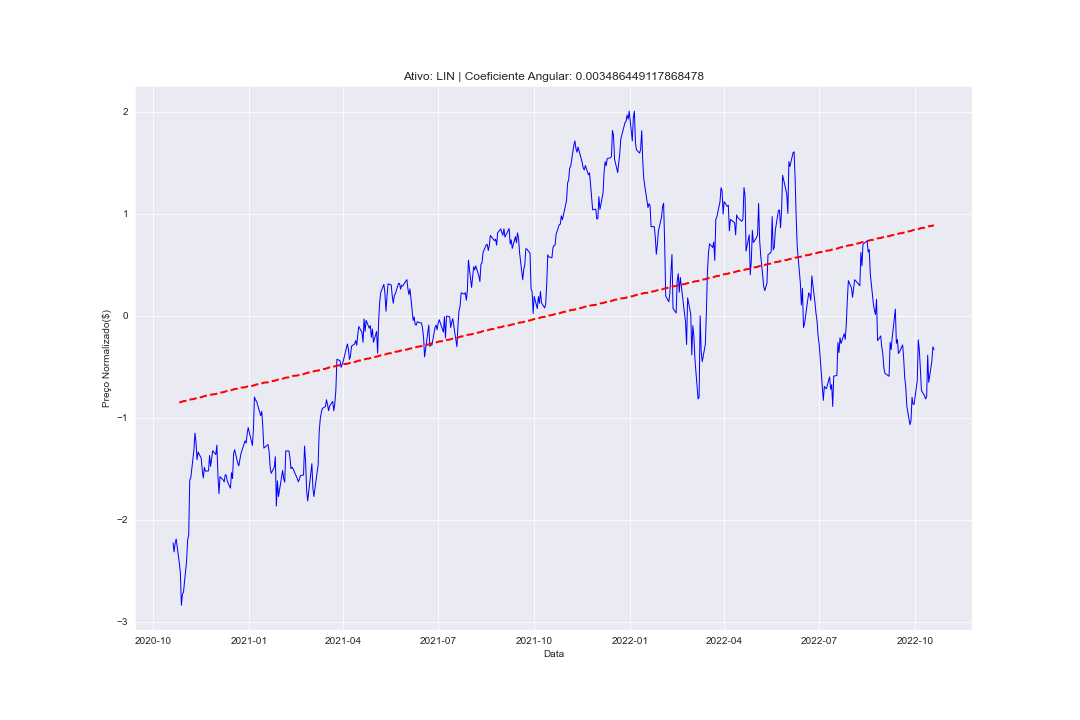 Ativo: LIN | Coeficiente Angular: 0.003486449117868478
2
1
0
−1
−2
−3
Preço Normalizado($)
2020-10 2021-01 2021-04 2021-07 2021-10 2022-01 2022-04 2022-07 2022-10
Data